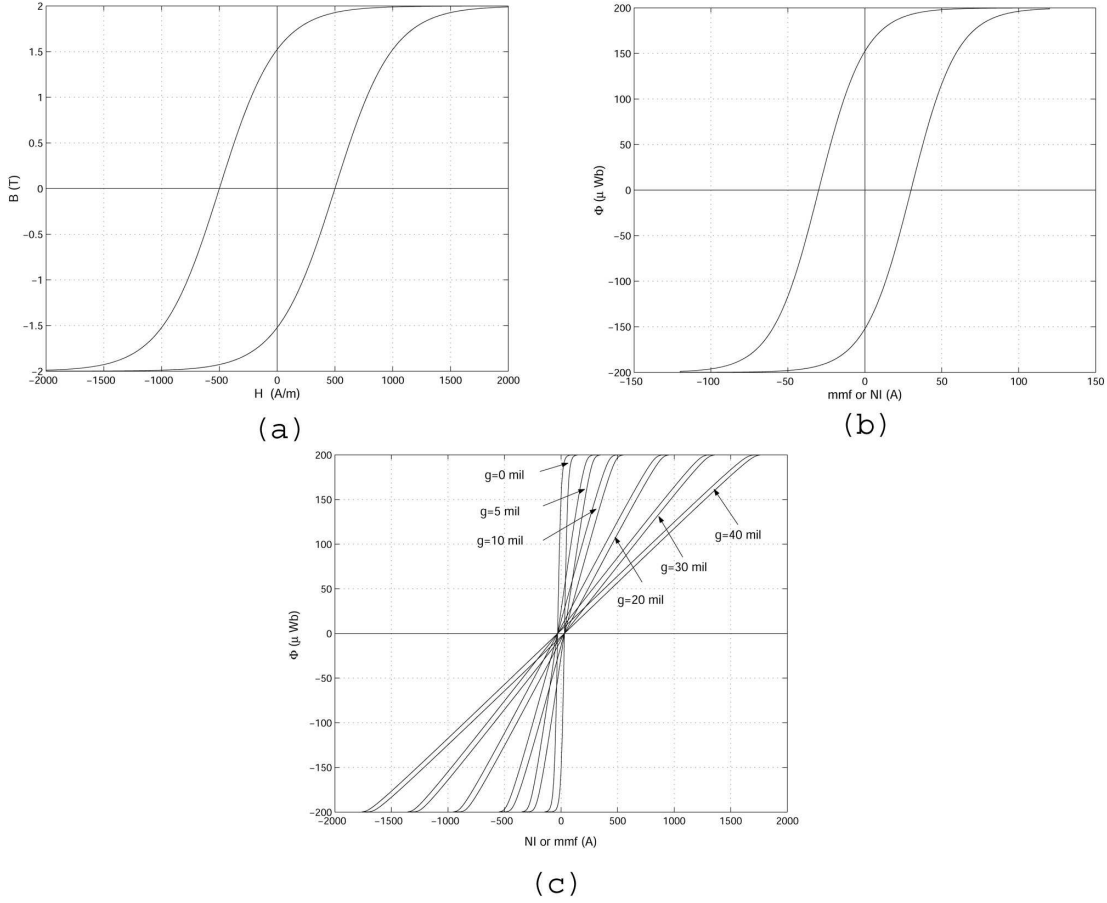 2
1.5
1
0.5
0
−0.5
−1
−1.5
−2
B (T)
−2000 −1500 −1000 −500 0 500 1000 1500 2000
H (A/m)
(a)
200
150
100
50
0
−50
−100
−150
−200
Φ (μ Wb)
−150 −100 −50 0 50 100 150
mmf or NI (A)
(b)
200
150
100
50
0
−50
−100
−150
−200
Φ (μ Wb)
g=0 mil
g=5 mil
g=10 mil
g=20 mil
g=30 mil
g=40 mil
−2000 −1500 −1000 −500 0 500 1000 1500 2000
NI or mmf (A)
(c)